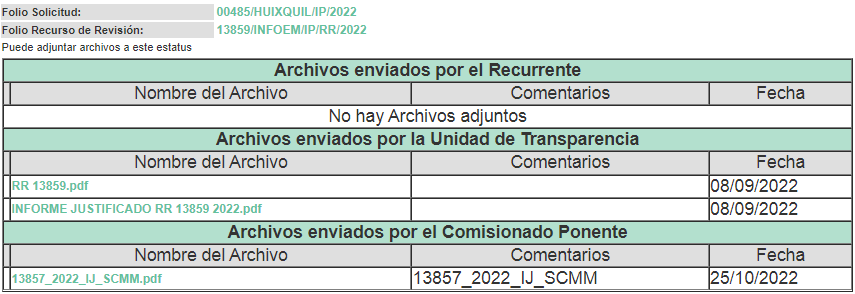 Folio Solicitud: 00485/HUIXQUIL/IP/2022
Folio Recurso de Revisión: 13859/INFOEM/IP/RR/2022
Puede adjuntar archivos a este estatus
Archivos enviados por el Recurrente
Nombre del Archivo Comentarios Fecha
No hay Archivos adjuntos
Archivos enviados por la Unidad de Transparencia
Nombre del Archivo Comentarios Fecha
RR 13859.pdf 08/09/2022
INFORME JUSTIFICADO RR 13859 2022.pdf 08/09/2022
Archivos enviados por el Comisionado Ponente
Nombre del Archivo Comentarios Fecha
13857_2022_IJ_SCMM.pdf 13857_2022_IJ_SCMM 25/10/2022